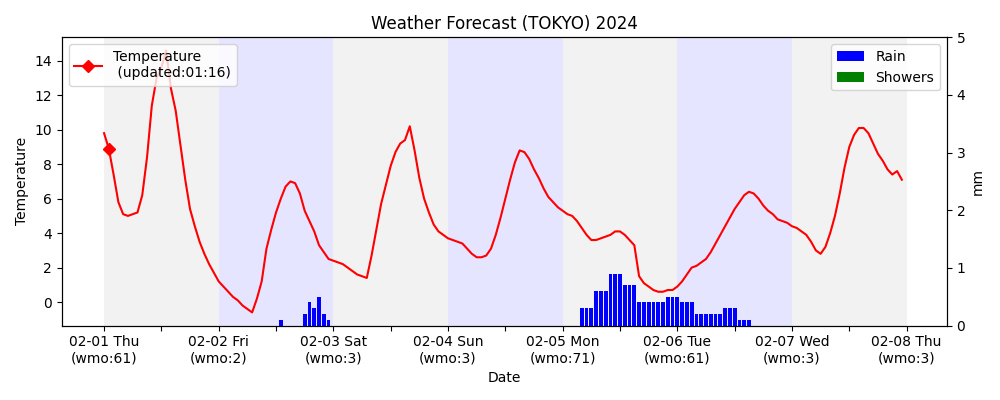 Weather Forecast (TOKYO) 2024
Temperature
(updated:01:16)
Rain
Showers
14
12
10
8
6
4
2
0
Temperature
5
4
3
2
1
0
mm
02-01 Thu
(wmo:61)
02-02 Fri
(wmo:2)
02-03 Sat
(wmo:3)
02-04 Sun
(wmo:3)
02-05 Mon
(wmo:71)
02-06 Tue
(wmo:61)
02-07 Wed
(wmo:3)
02-08 Thu
(wmo:3)
Date